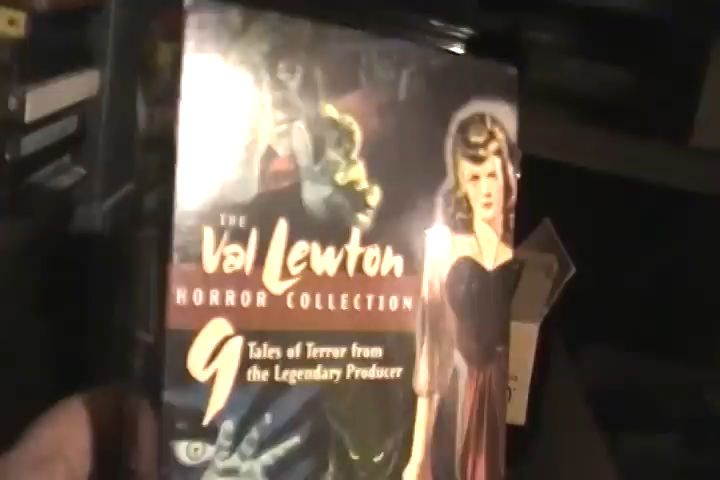 THE
Val Lewton
HORROR COLLECTION
9
Tales of Terror from
the Legendary Producer